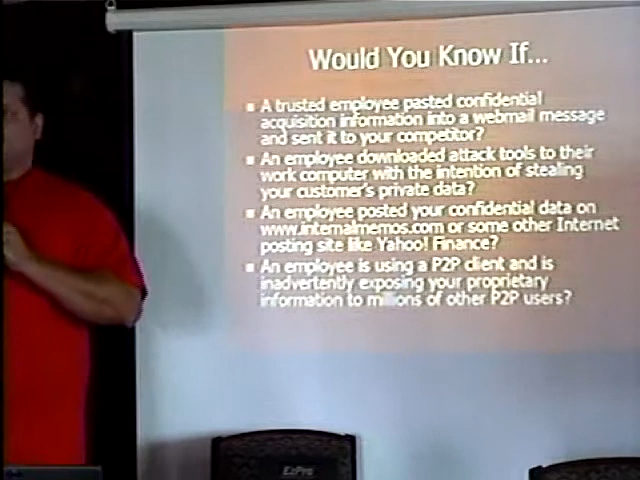 Would You Know If...
■ A trusted employee pasted confidential
acquisition information into a webmail message
and sent it to your competitor?
■ An employee downloaded attack tools to their
work computer with the intention of stealing
your customer's private data?
■ An employee posted your confidential data on
www.internalmemos.com or some other Internet
posting site like Yahoo! Finance?
■ An employee is using a P2P client and is
inadvertently exposing your proprietary
information to millions of other P2P users?
EzPro